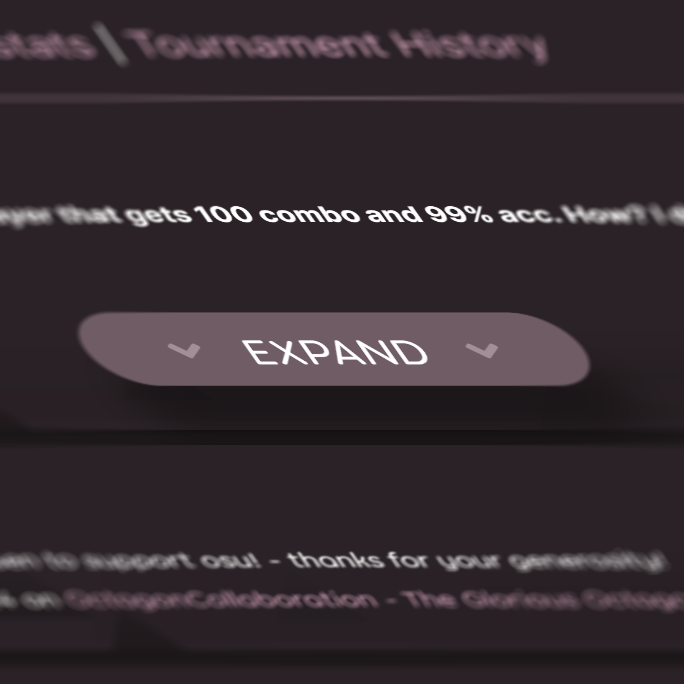 stats | Tournament History
that gets 100 combo and 99% acc. How? I
EXPAND
to support osu! - thanks for your generosity!
on OctagonCollaboration - The Glorious